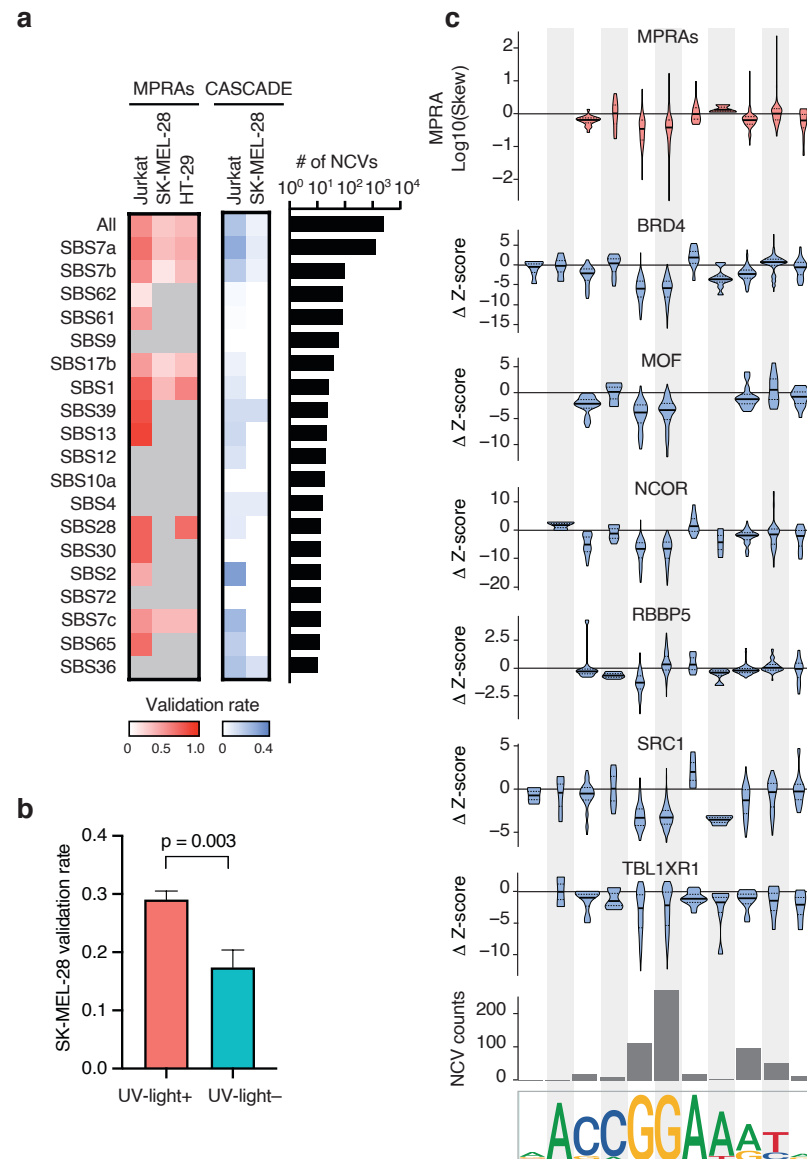 a
MPRAs CASCADE
Jurkat
SK-MEL-28
HT-29
Jurkat
SK-MEL-28
# of NCVs
10⁰ 10¹ 10² 10³ 10⁴
All
SBS7a
SBS7b
SBS62
SBS61
SBS9
SBS17b
SBS1
SBS39
SBS13
SBS12
SBS10a
SBS4
SBS28
SBS30
SBS2
SBS72
SBS7c
SBS65
SBS36
Validation rate
0 0.5 1.0 0 0.4
b
SK-MEL-28 validation rate
0.4
0.3
0.2
0.1
0.0
p = 0.003
UV-light+ UV-light–
c
MPRAs
MPRA
Log10(Skew)
2
1
0
−1
−2
BRD4
Δ Z-score
5
0
−5
−10
−15
MOF
Δ Z-score
5
0
−5
−10
NCOR
Δ Z-score
10
0
−10
−20
RBBP5
Δ Z-score
2.5
0
−2.5
SRC1
Δ Z-score
5
0
−5
TBL1XR1
Δ Z-score
0
−5
−10
NCV counts
200
100
0
ACCGGAAAT